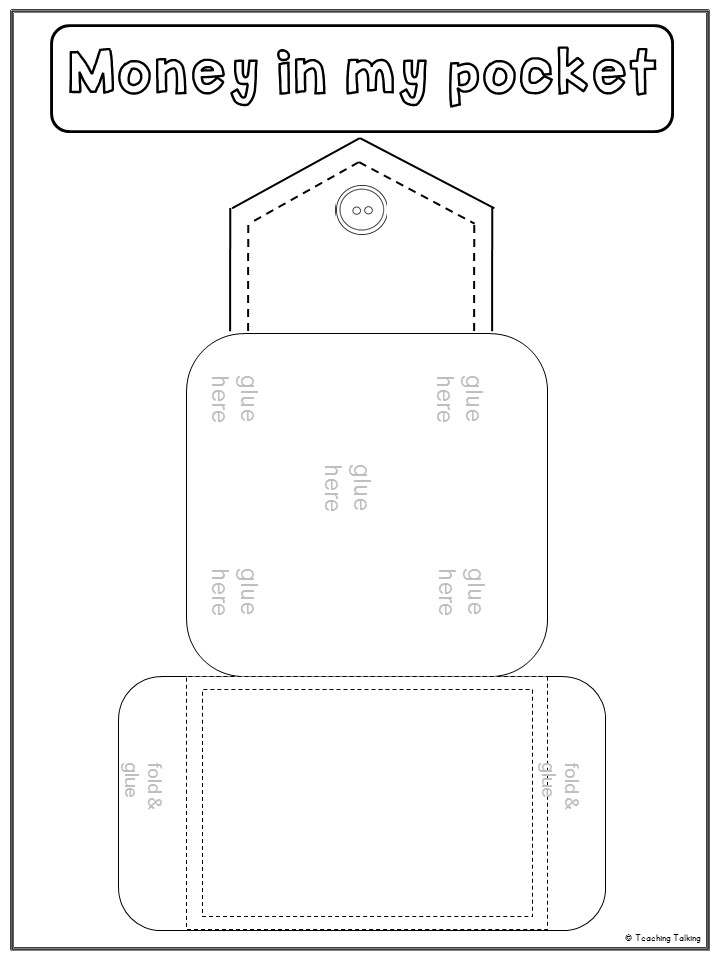 Money in my pocket
glue
here
glue
here
glue
here
glue
here
glue
here
fold &
glue
fold &
glue
© Teaching Talking